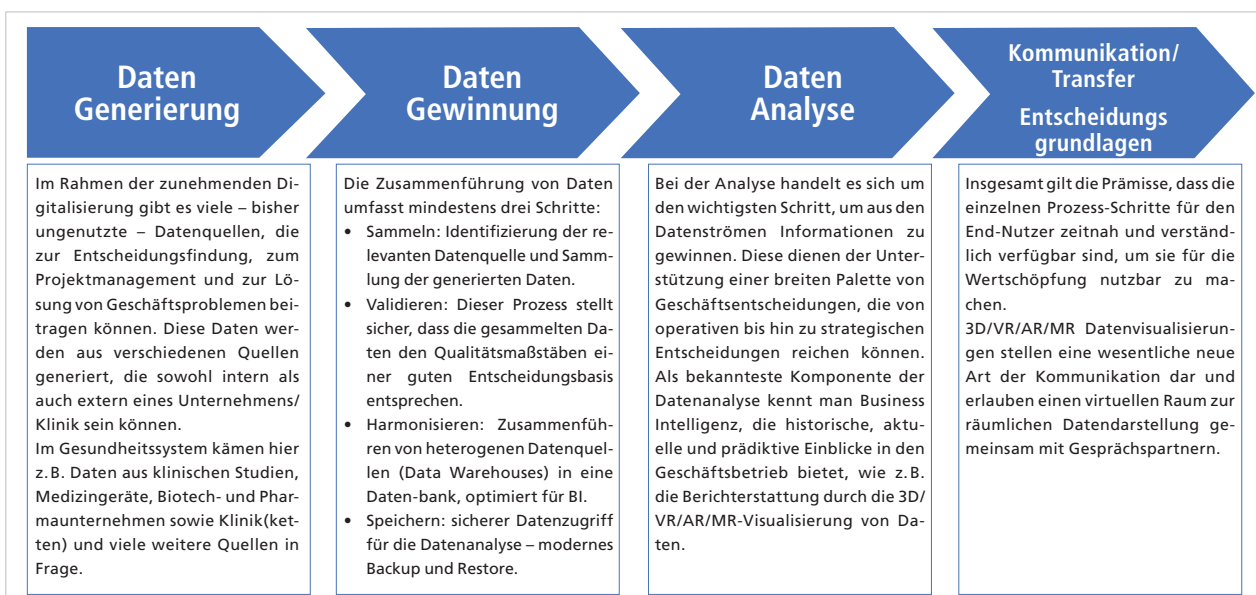 Daten
Generierung
Daten
Gewinnung
Daten
Analyse
Kommunikation/
Transfer
Entscheidungs
grundlagen
Im Rahmen der zunehmenden Di-
gitalisierung gibt es viele – bisher
ungenutzte – Datenquellen, die
zur Entscheidungsfindung, zum
Projektmanagement und zur Lö-
sung von Geschäftsproblemen bei-
tragen können. Diese Daten wer-
den aus verschiedenen Quellen
generiert, die sowohl intern als
auch extern eines Unternehmens/
Klinik sein können.
Im Gesundheitssystem kämen hier
z.B. Daten aus klinischen Studien,
Medizingeräte, Biotech- und Phar-
maunternehmen sowie Klinik(ket-
ten) und viele weitere Quellen in
Frage.
Die Zusammenführung von Daten
umfasst mindestens drei Schritte:
• Sammeln: Identifizierung der re-
levanten Datenquelle und Samm-
lung der generierten Daten.
• Validieren: Dieser Prozess stellt
sicher, dass die gesammelten Da-
ten den Qualitätsmaßstäben ei-
ner guten Entscheidungsbasis
entsprechen.
• Harmonisieren: Zusammenfüh-
ren von heterogenen Datenquel-
len (Data Warehouses) in eine
Daten-bank, optimiert für BI.
• Speichern: sicherer Datenzugriff
für die Datenanalyse – modernes
Backup und Restore.
Bei der Analyse handelt es sich um
den wichtigsten Schritt, um aus den
Datenströmen Informationen zu
gewinnen. Diese dienen der Unter-
stützung einer breiten Palette von
Geschäftsentscheidungen, die von
operativen bis hin zu strategischen
Entscheidungen reichen können.
Als bekannteste Komponente der
Datenanalyse kennt man Business
Intelligenz, die historische, aktu-
elle und prädiktive Einblicke in den
Geschäftsbetrieb bietet, wie z.B.
die Berichterstattung durch die 3D/
VR/AR/MR-Visualisierung von Da-
ten.
Insgesamt gilt die Prämisse, dass die
einzelnen Prozess-Schritte für den
End-Nutzer zeitnah und verständ-
lich verfügbar sind, um sie für die
Wertschöpfung nutzbar zu ma-
chen.
3D/VR/AR/MR Datenvisualisierun-
gen stellen eine wesentliche neue
Art der Kommunikation dar und
erlauben einen virtuellen Raum zur
räumlichen Datendarstellung ge-
meinsam mit Gesprächspartnern.